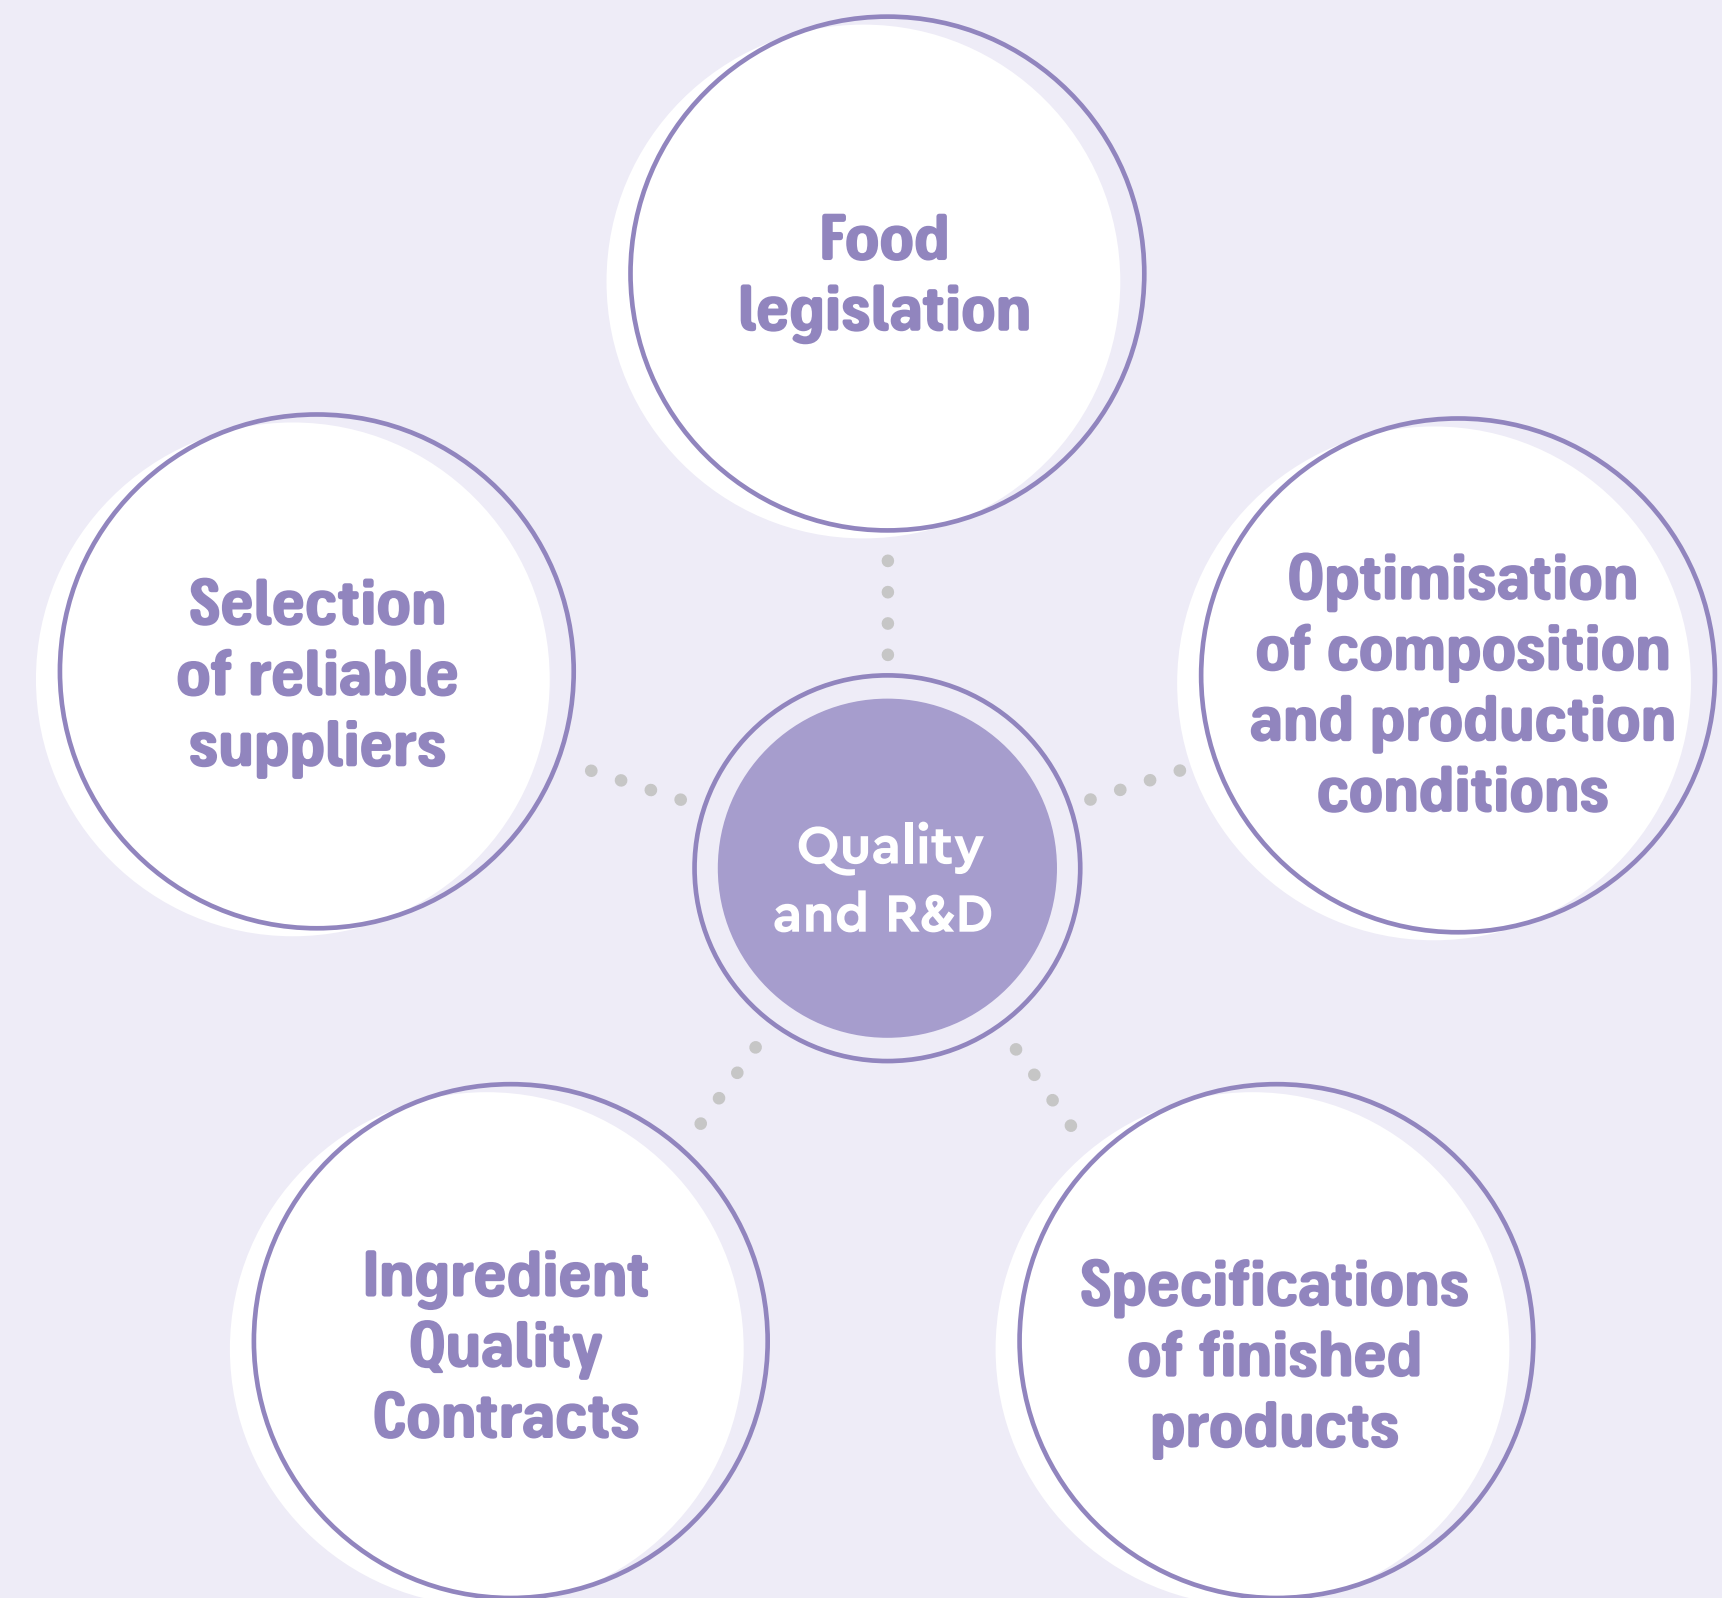 Food
legislation
Selection
of reliable
suppliers
Optimisation
of composition
and production
conditions
Quality
and R&D
Ingredient
Quality
Contracts
Specifications
of finished
products